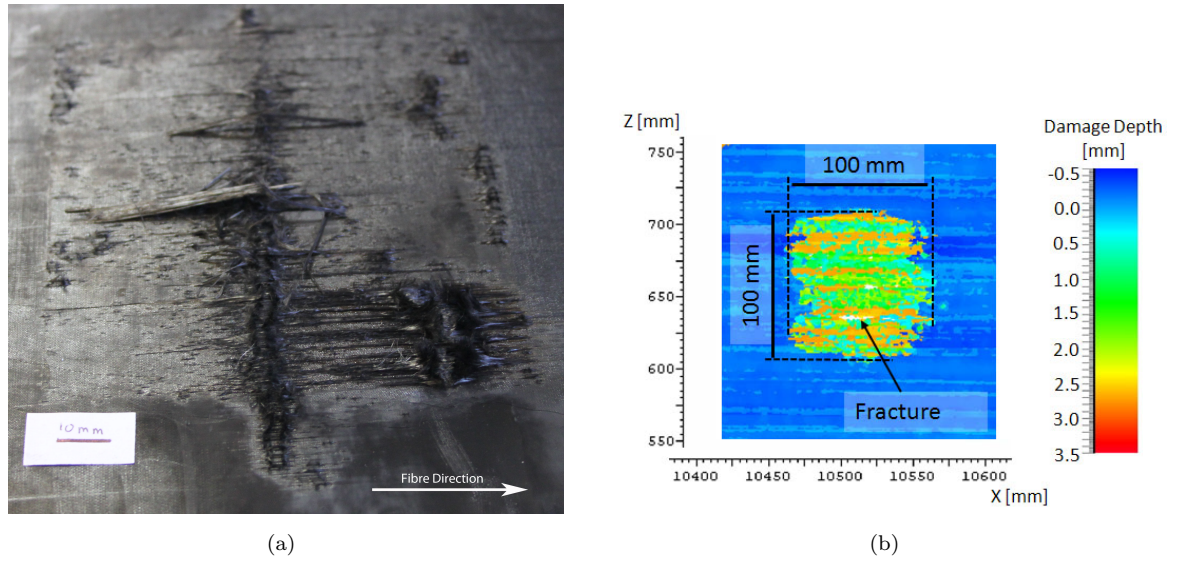 10 mm
Fibre Direction
(a)
Z [mm]
750
700
650
600
550
100 mm
100 mm
Fracture
10400
10450
10500
10550
10600
X [mm]
Damage Depth
[mm]
-0.5
0.0
0.5
1.0
1.5
2.0
2.5
3.0
3.5
(b)